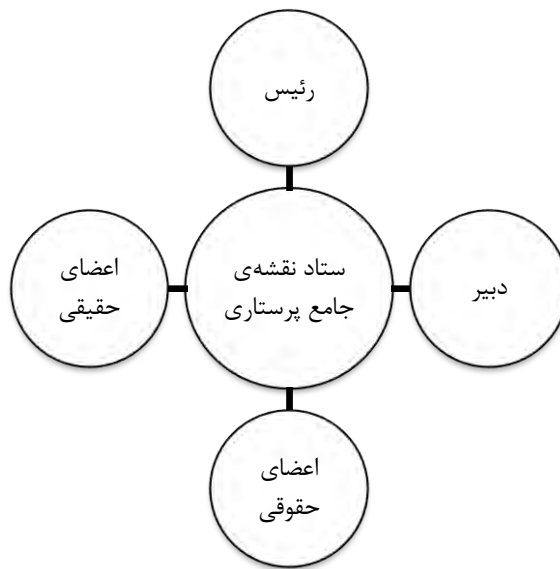 رئیس
ستاد نقشه‌ی
جامع پرستاری
دبیر
اعضای
حقیقی
اعضای
حقوقی